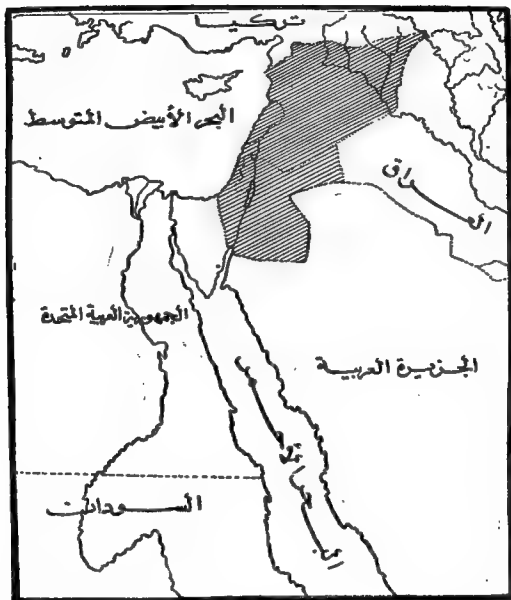 تركيا
البحر الأبيض المتوسط
العراق
الجمهورية العربية المتحدة
الجزيرة العربية
السودان